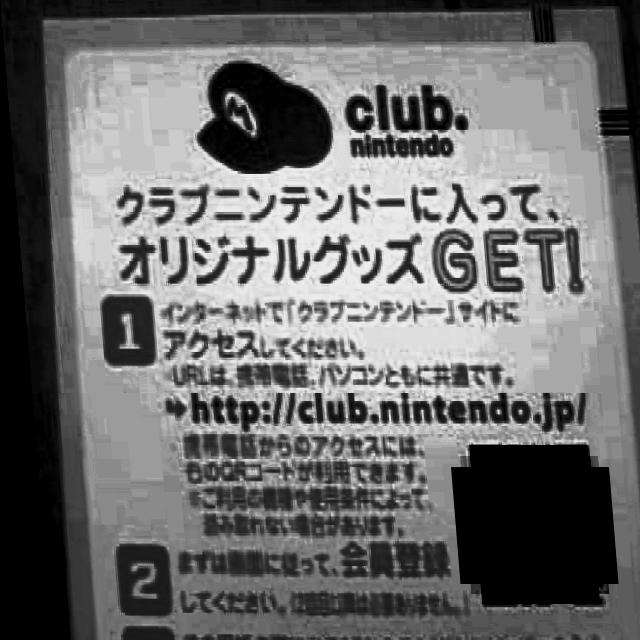 club.
nintendo
クラブニンテンドーに入って、
オリジナルグッズGET!
1
インターネットで「クラブニンテンドー」サイトに
アクセスしてください。
URLは、携帯電話、パソコンともに共通です。
http://club.nintendo.jp/
携帯電話からのアクセスには、
右のQRコードが利用できます。
※ご利用の機種や使用条件によって、
読み取れない場合があります。
2
まずは画面に従って、会員登録
してください。